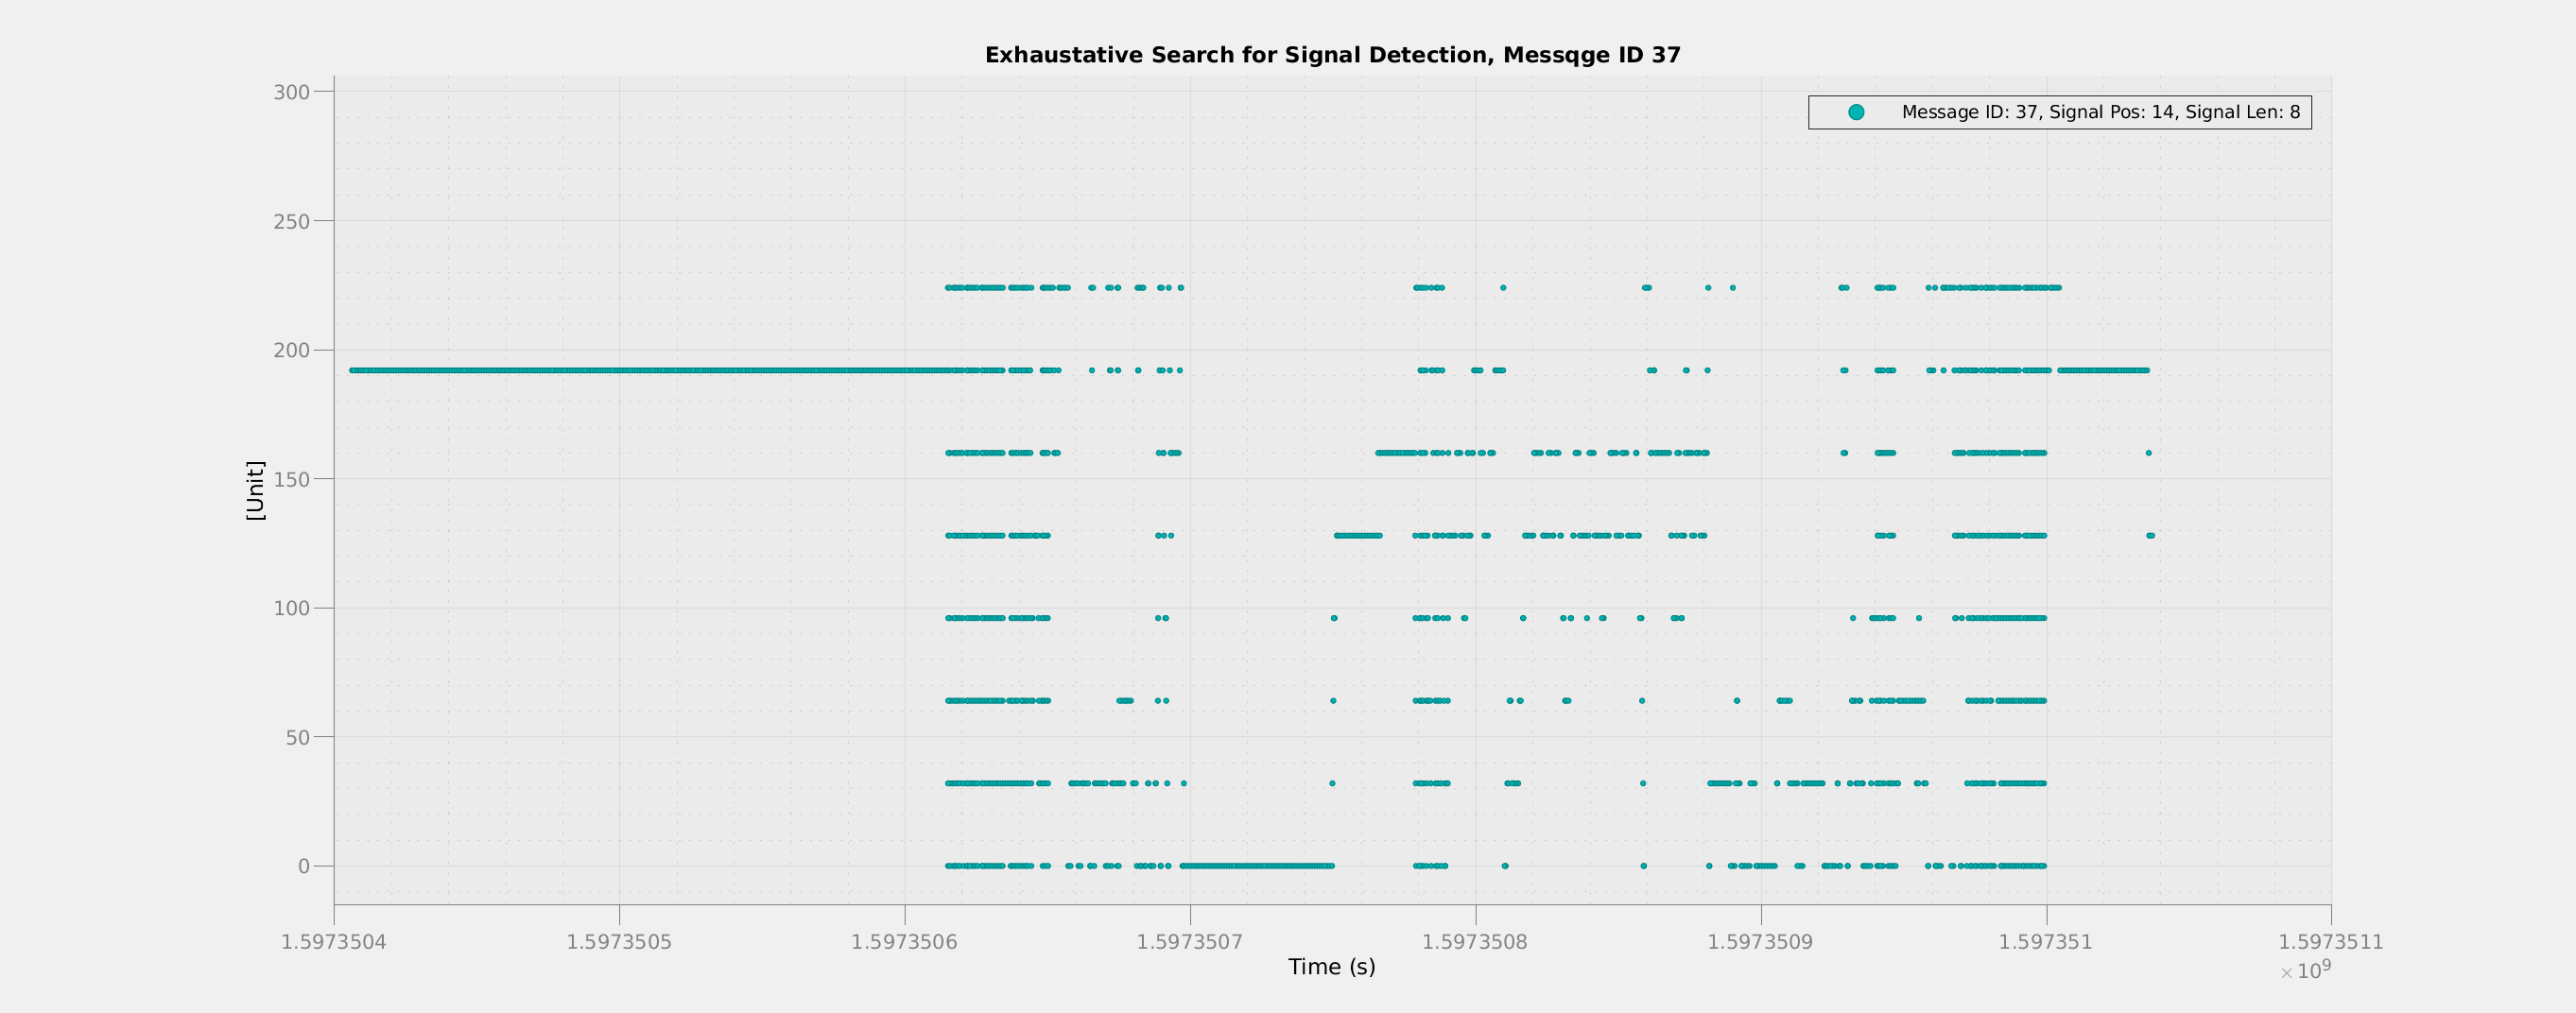 Exhaustative Search for Signal Detection, Messqge ID 37
Message ID: 37, Signal Pos: 14, Signal Len: 8
300
250
200
150
100
50
0
[Unit]
1.5973504 1.5973505 1.5973506 1.5973507 1.5973508 1.5973509 1.597351 1.5973511
Time (s)
× 10⁹